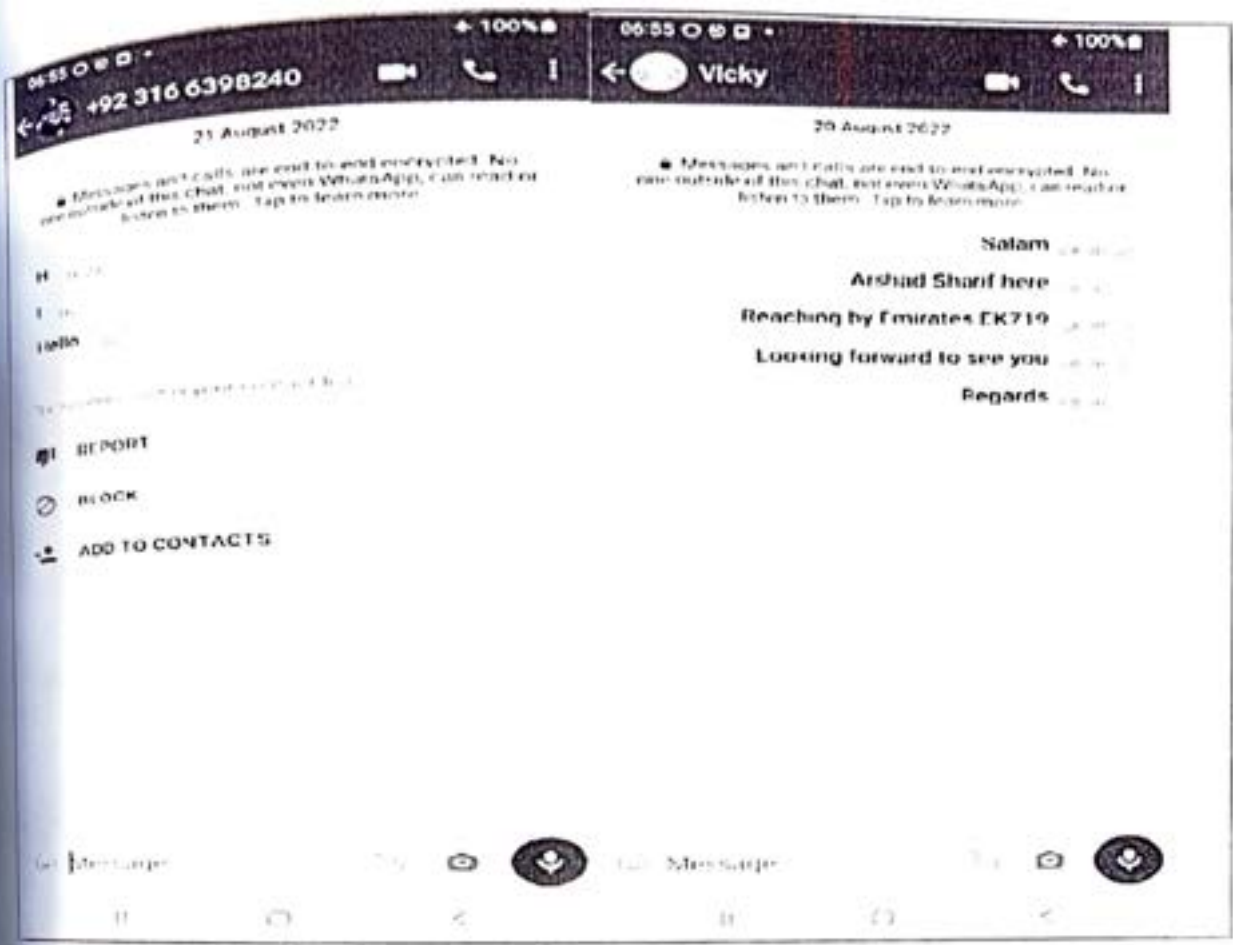 06:55
100%
+92 316 6398240
21 August 2022
Messages and calls are end-to-end encrypted. No
one outside of this chat, not even WhatsApp, can read or
listen to them. Tap to learn more.
H
Hello
REPORT
BLOCK
ADD TO CONTACTS
Message
06:55
100%
Vicky
20 August 2022
Messages and calls are end-to-end encrypted. No
one outside of this chat, not even WhatsApp, can read or
listen to them. Tap to learn more.
Salam
Arshad Sharif here
Reaching by Emirates EK719
Looking forward to see you
Regards
Message